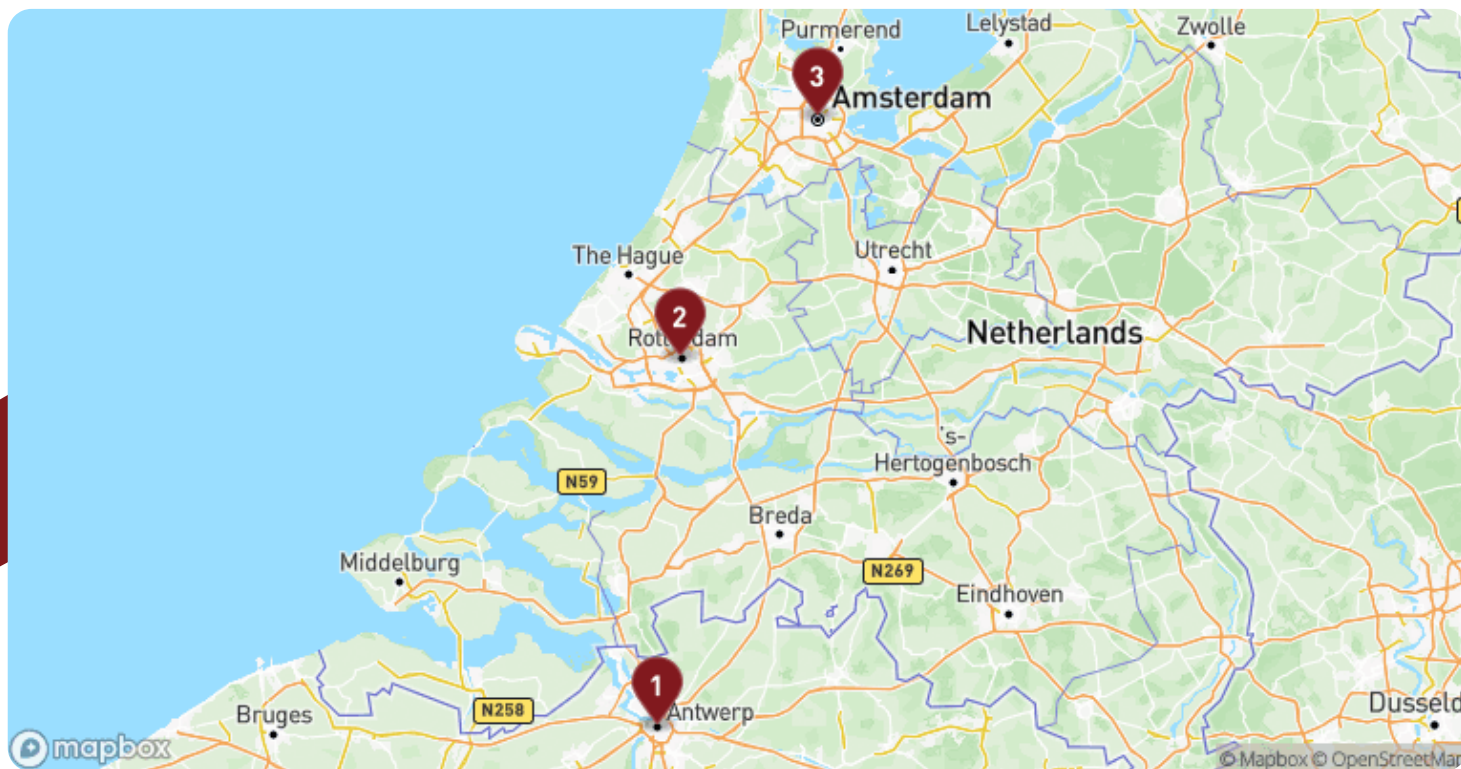 Purmerend
Lelystad
Zwolle
3
Amsterdam
The Hague
Utrecht
2
Rotterdam
Netherlands
's-
Hertogenbosch
N59
Breda
Middelburg
N269
Eindhoven
1
Antwerp
Bruges
N258
Dusseld
mapbox
© Mapbox © OpenStreetMap